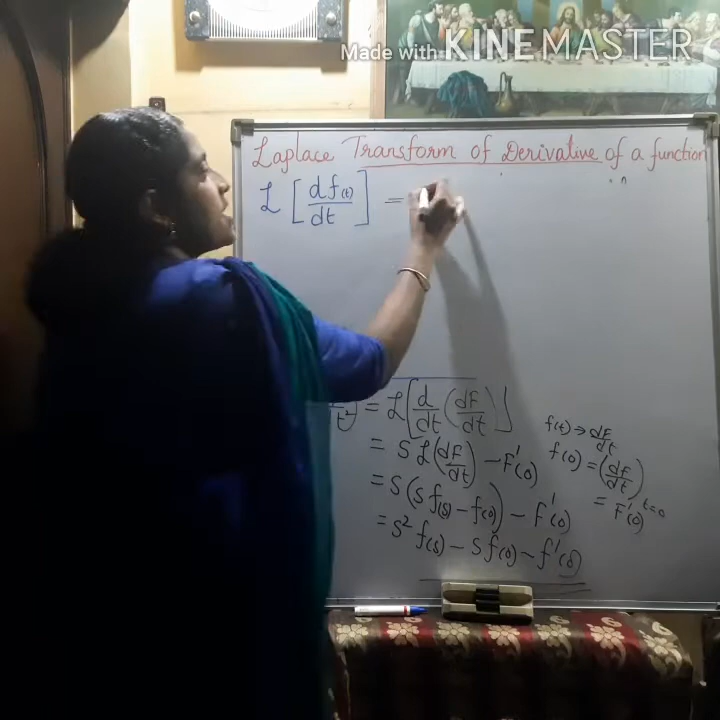 Made with KINEMASTER
Laplace Transform of Derivative of a function
ℒ [df(t)/dt] =
t²) = ℒ[d/dt (dF/dt)]
= S ℒ(dF/dt) - F'(0)
= S(S f(s) - f(0)) - F'(0)
= S² f(s) - S f(0) - f'(0)
f(t) → dF/dt
f(0) = (dF/dt) t=0
= F'(0)